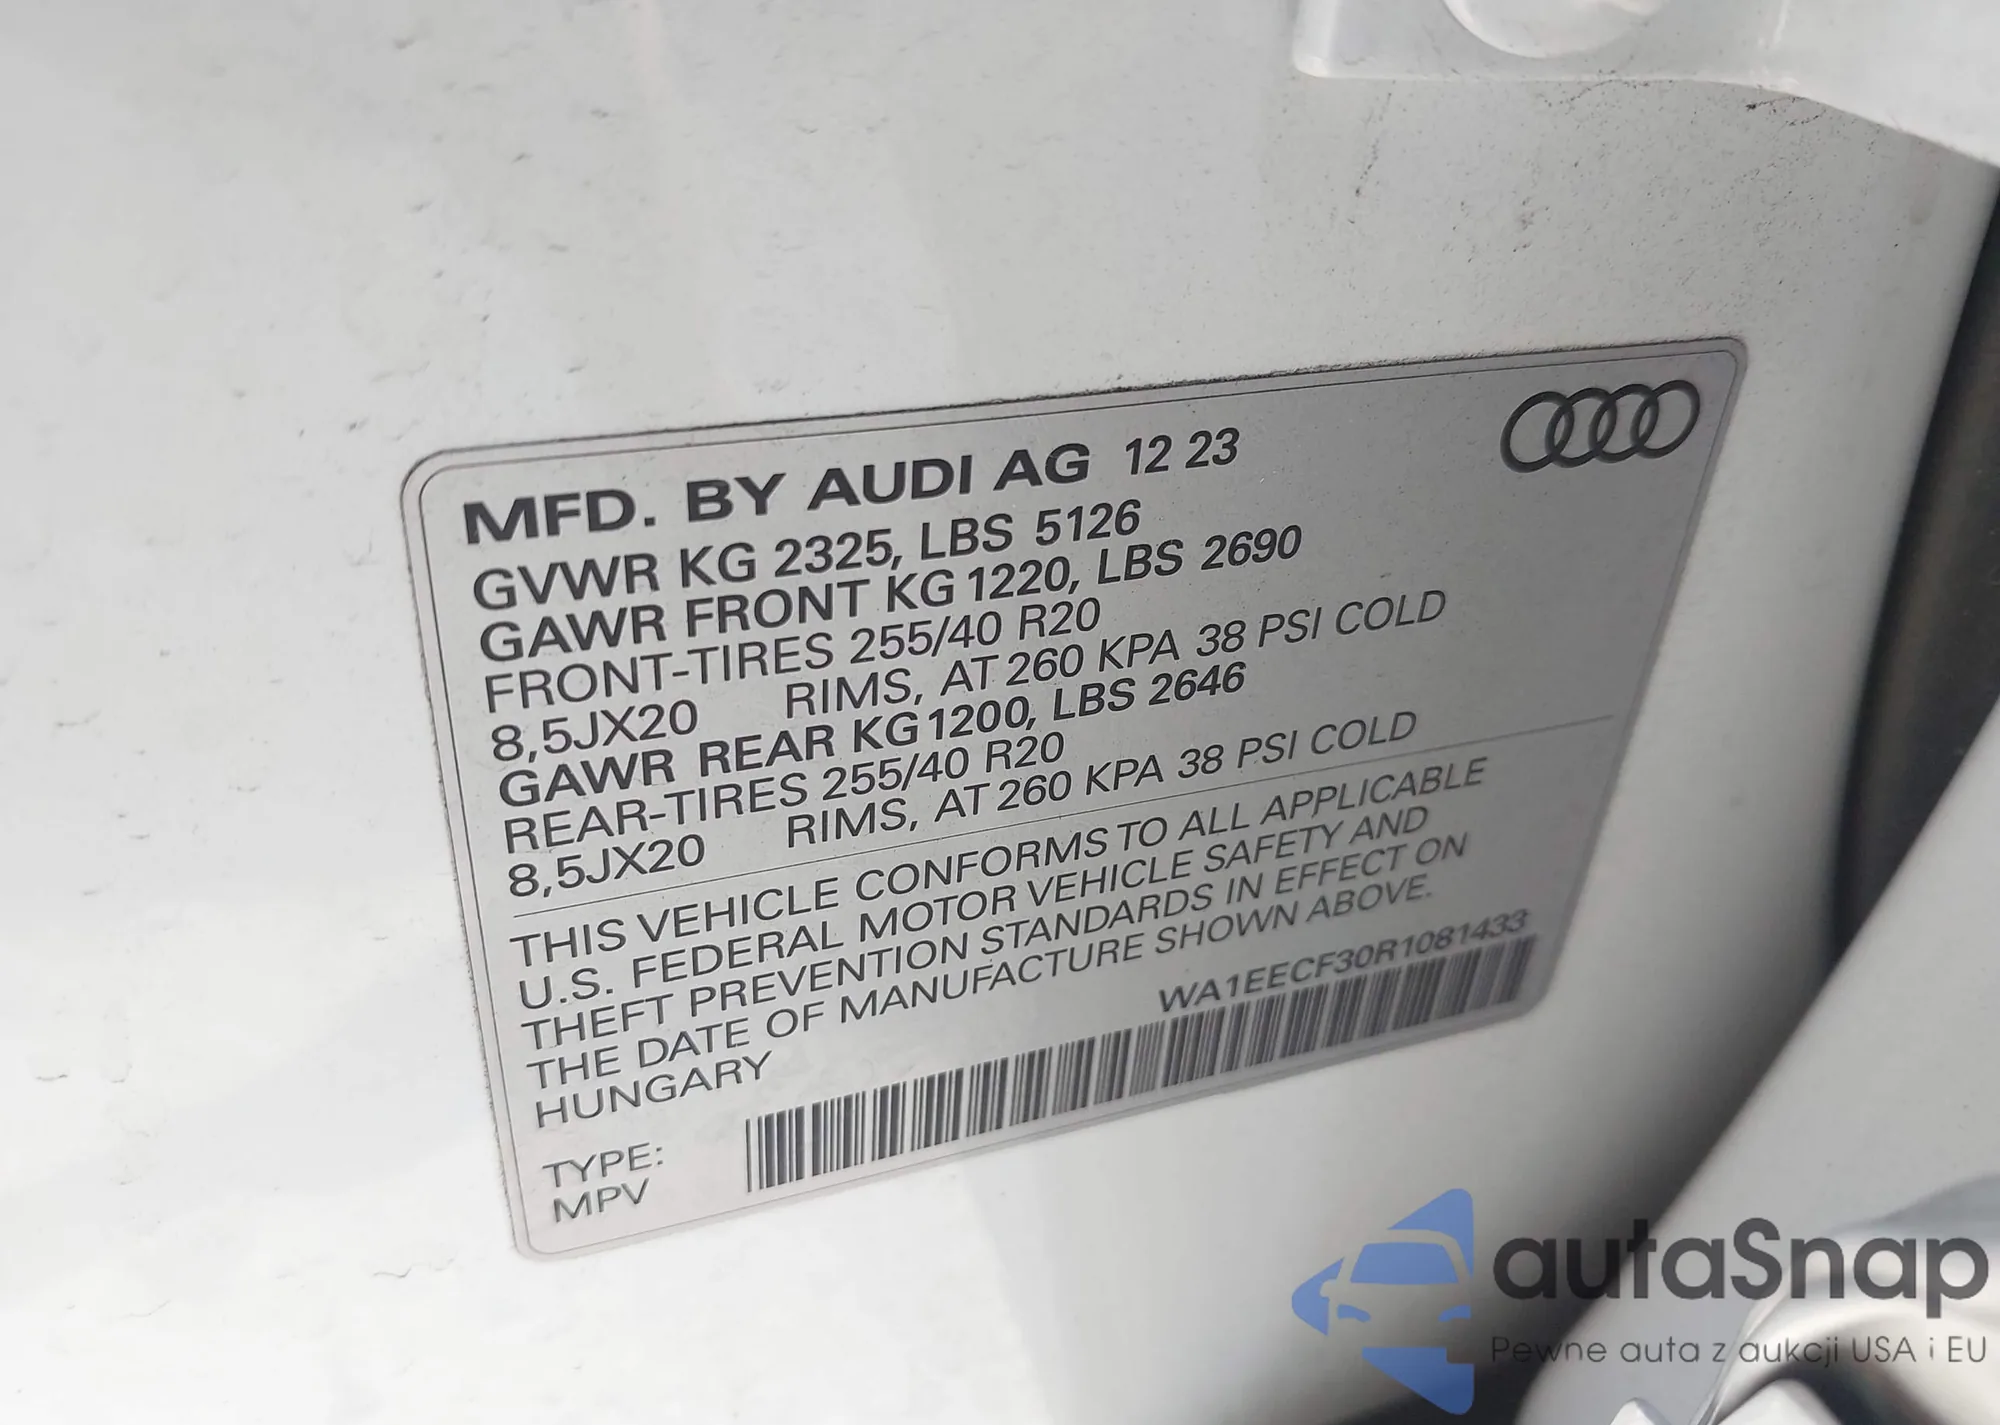 MFD. BY AUDI AG 12 23
GVWR KG 2325, LBS 5126
GAWR FRONT KG 1220, LBS 2690
FRONT-TIRES 255/40 R20
8,5JX20 RIMS, AT 260 KPA 38 PSI COLD
GAWR REAR KG 1200, LBS 2646
REAR-TIRES 255/40 R20
8,5JX20 RIMS, AT 260 KPA 38 PSI COLD
THIS VEHICLE CONFORMS TO ALL APPLICABLE
U.S. FEDERAL MOTOR VEHICLE SAFETY AND
THEFT PREVENTION STANDARDS IN EFFECT ON
THE DATE OF MANUFACTURE SHOWN ABOVE.
HUNGARY
WA1EECF30R1081433
TYPE:
MPV
autaSnap
Pewne auta z aukcji USA i EU